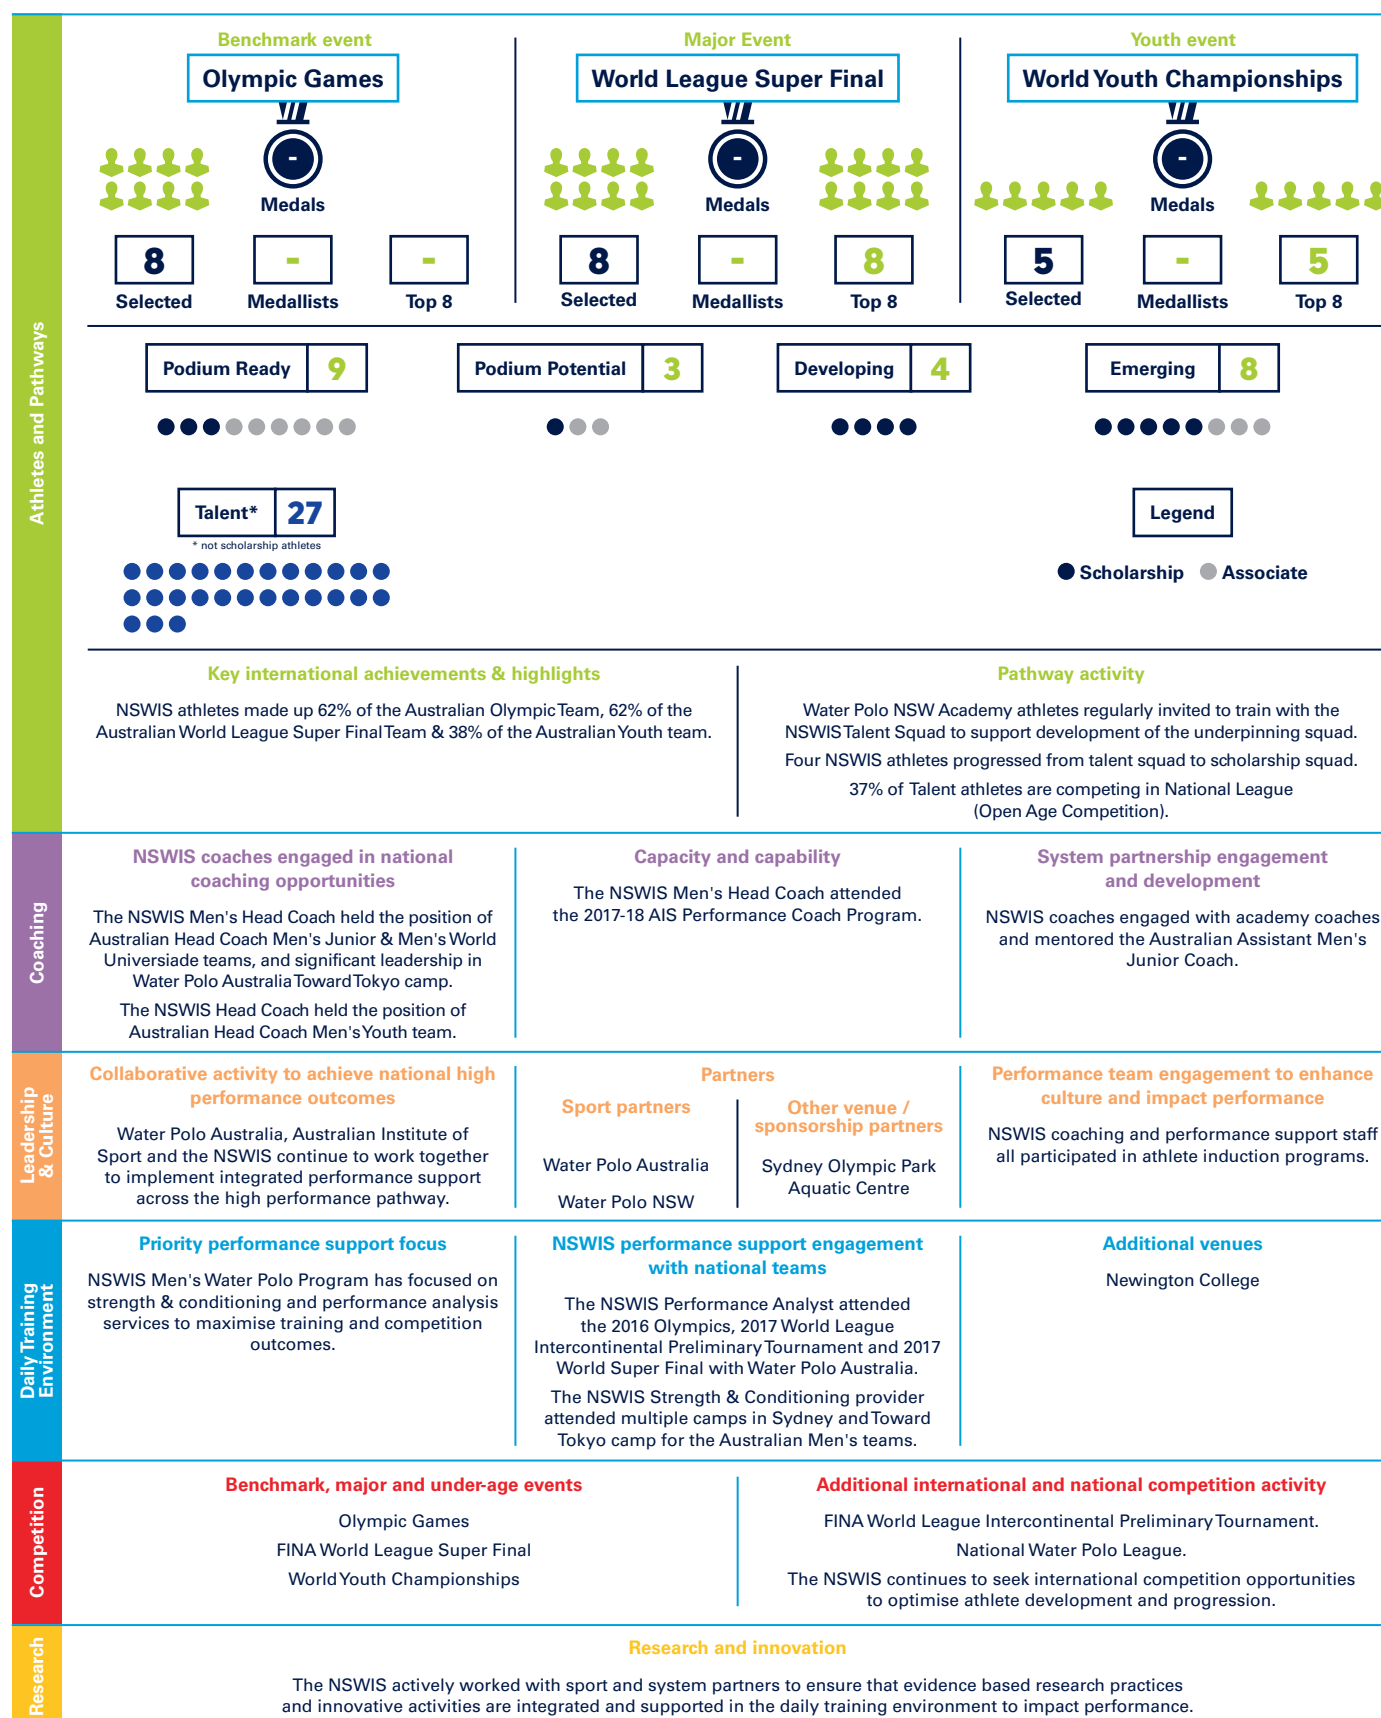 Athletes and Pathways
Benchmark event
Olympic Games
-
Medals
8
Selected
-
Medallists
-
Top 8
Major Event
World League Super Final
-
Medals
8
Selected
-
Medallists
8
Top 8
Youth event
World Youth Championships
-
Medals
5
Selected
-
Medallists
5
Top 8
Podium Ready 9
Podium Potential 3
Developing 4
Emerging 8
Talent* 27
* not scholarship athletes
Legend
Scholarship
Associate
Key international achievements & highlights
NSWIS athletes made up 62% of the Australian Olympic Team, 62% of the
Australian World League Super Final Team & 38% of the Australian Youth team.
Pathway activity
Water Polo NSW Academy athletes regularly invited to train with the
NSWIS Talent Squad to support development of the underpinning squad.
Four NSWIS athletes progressed from talent squad to scholarship squad.
37% of Talent athletes are competing in National League
(Open Age Competition).
Coaching
NSWIS coaches engaged in national
coaching opportunities
The NSWIS Men's Head Coach held the position of
Australian Head Coach Men's Junior & Men's World
Universiade teams, and significant leadership in
Water Polo Australia Toward Tokyo camp.
The NSWIS Head Coach held the position of
Australian Head Coach Men's Youth team.
Capacity and capability
The NSWIS Men's Head Coach attended
the 2017-18 AIS Performance Coach Program.
System partnership engagement
and development
NSWIS coaches engaged with academy coaches
and mentored the Australian Assistant Men's
Junior Coach.
Leadership
& Culture
Collaborative activity to achieve national high
performance outcomes
Water Polo Australia, Australian Institute of
Sport and the NSWIS continue to work together
to implement integrated performance support
across the high performance pathway.
Partners
Sport partners
Water Polo Australia
Water Polo NSW
Other venue /
sponsorship partners
Sydney Olympic Park
Aquatic Centre
Performance team engagement to enhance
culture and impact performance
NSWIS coaching and performance support staff
all participated in athlete induction programs.
Daily Training
Environment
Priority performance support focus
NSWIS Men's Water Polo Program has focused on
strength & conditioning and performance analysis
services to maximise training and competition
outcomes.
NSWIS performance support engagement
with national teams
The NSWIS Performance Analyst attended
the 2016 Olympics, 2017 World League
Intercontinental Preliminary Tournament and 2017
World Super Final with Water Polo Australia.
The NSWIS Strength & Conditioning provider
attended multiple camps in Sydney and Toward
Tokyo camp for the Australian Men's teams.
Additional venues
Newington College
Competition
Benchmark, major and under-age events
Olympic Games
FINA World League Super Final
World Youth Championships
Additional international and national competition activity
FINA World League Intercontinental Preliminary Tournament.
National Water Polo League.
The NSWIS continues to seek international competition opportunities
to optimise athlete development and progression.
Research
Research and innovation
The NSWIS actively worked with sport and system partners to ensure that evidence based research practices
and innovative activities are integrated and supported in the daily training environment to impact performance.